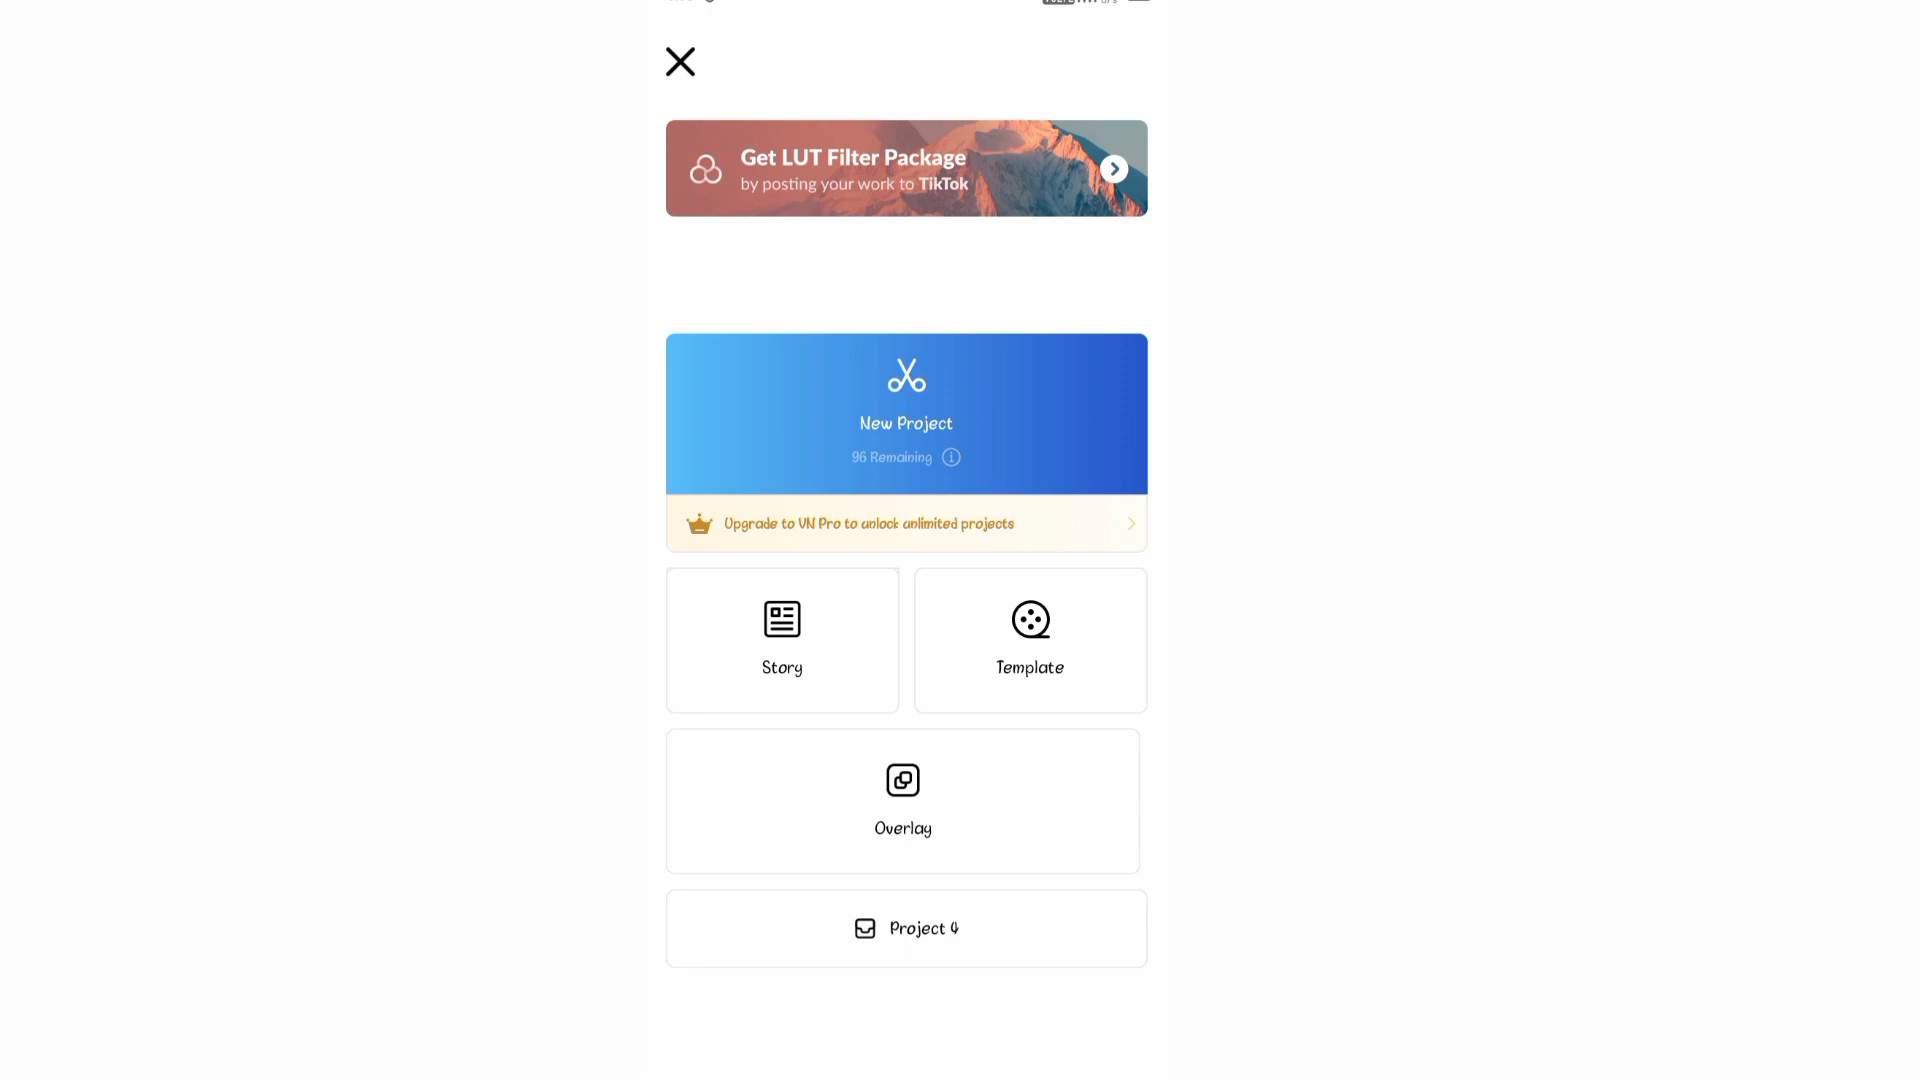 Get LUT Filter Package
by posting your work to TikTok
New Project
96 Remaining
Upgrade to VN Pro to unlock unlimited projects
Story
Template
Overlay
Project 4